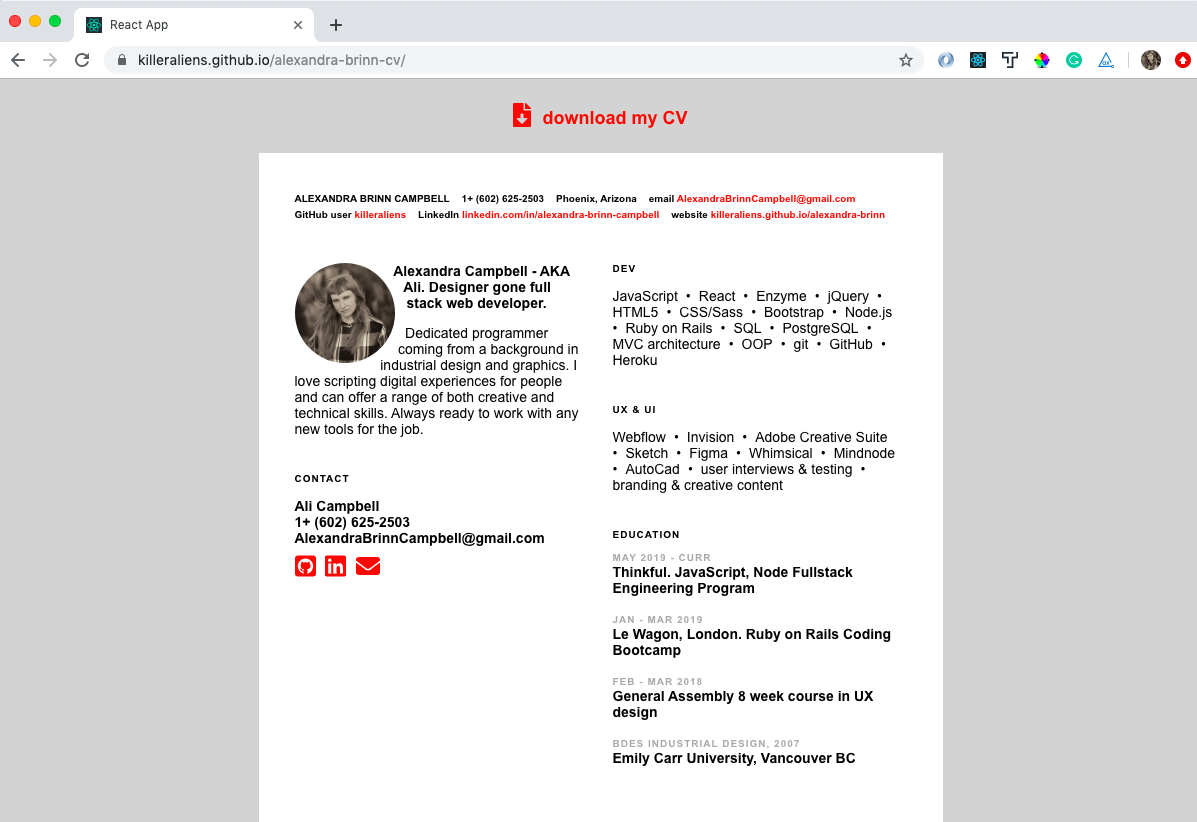 React App
killeraliens.github.io/alexandra-brinn-cv/
download my CV
ALEXANDRA BRINN CAMPBELL 1+ (602) 625-2503 Phoenix, Arizona email AlexandraBrinnCampbell@gmail.com
GitHub user killeraliens LinkedIn linkedin.com/in/alexandra-brinn-campbell website killeraliens.github.io/alexandra-brinn
Alexandra Campbell - AKA
Ali. Designer gone full
stack web developer.
Dedicated programmer
coming from a background in
industrial design and graphics. I
love scripting digital experiences for people
and can offer a range of both creative and
technical skills. Always ready to work with any
new tools for the job.
CONTACT
Ali Campbell
1+ (602) 625-2503
AlexandraBrinnCampbell@gmail.com
DEV
JavaScript • React • Enzyme • jQuery •
HTML5 • CSS/Sass • Bootstrap • Node.js
• Ruby on Rails • SQL • PostgreSQL •
MVC architecture • OOP • git • GitHub •
Heroku
UX & UI
Webflow • Invision • Adobe Creative Suite
• Sketch • Figma • Whimsical • Mindnode
• AutoCad • user interviews & testing •
branding & creative content
EDUCATION
MAY 2019 - CURR
Thinkful. JavaScript, Node Fullstack
Engineering Program
JAN - MAR 2019
Le Wagon, London. Ruby on Rails Coding
Bootcamp
FEB - MAR 2018
General Assembly 8 week course in UX
design
BDES INDUSTRIAL DESIGN, 2007
Emily Carr University, Vancouver BC